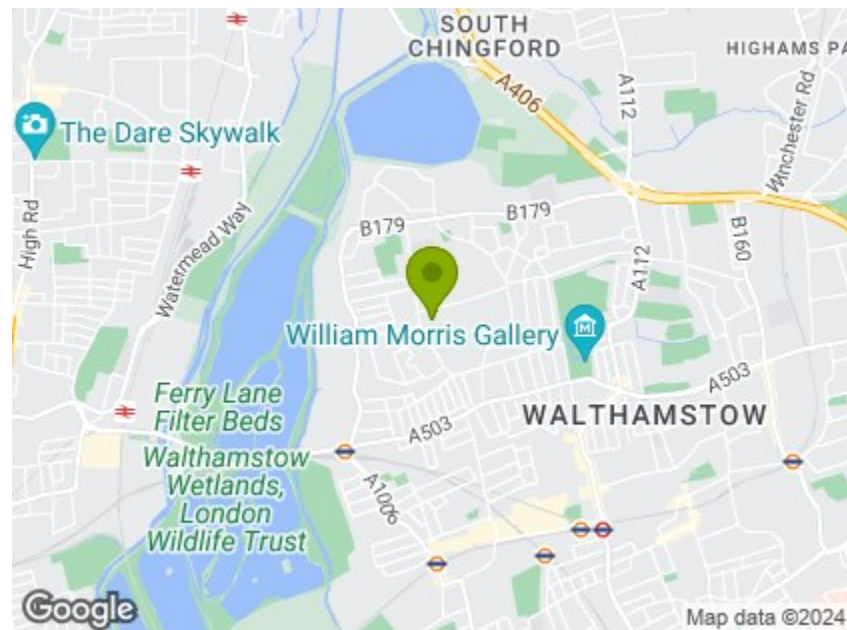 SOUTH
CHINGFORD
HIGHAMS PA
A406
A112
Winchester Rd
The Dare Skywalk
High Rd
Watermead Way
B179
B179
B160
A112
William Morris Gallery
M
A503
Ferry Lane
Filter Beds
A503
WALTHAMSTOW
Walthamstow
Wetlands,
London
Wildlife Trust
A1006
Google
Map data ©2024